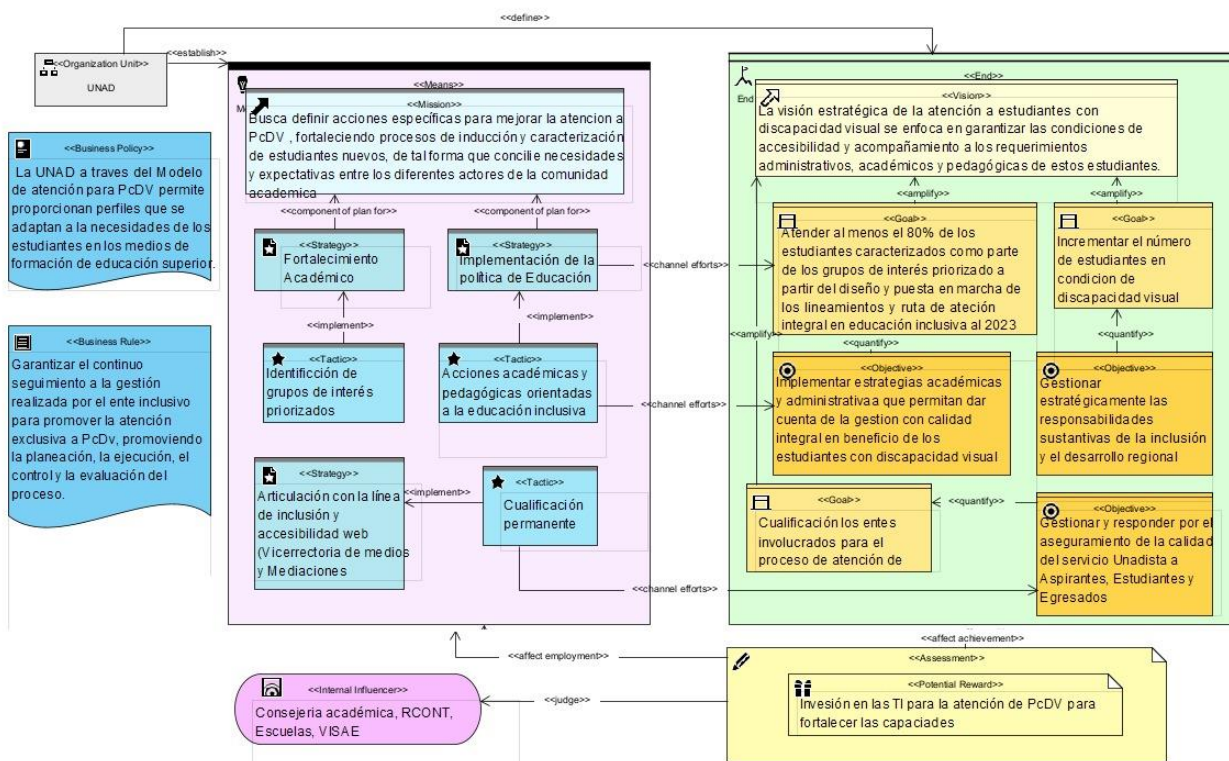 <<define>>
<<establish>>
<<Organization Unit>>
UNAD
<<Business Policy>>
La UNAD a traves del Modelo
de atención para PcDV permite
proporcionan perfiles que se
adaptan a la necesidades de los
estudiantes en los medios de
formación de educación superior.
<<Business Rule>>
Garantizar el continuo
seguimiento a la gestión
realizada por el ente inclusivo
para promover la atención
exclusiva a PcDv, promoviendo
la planeación, la ejecución, el
control y la evaluación del
proceso.
<<Means>>
<<Mission>>
Busca definir acciones específicas para mejorar la atencion a
PcDV , fortaleciendo procesos de inducción y caracterización
de estudiantes nuevos, de tal forma que concilie necesidades
y expectativas entre los diferentes actores de la comunidad
academica
<<component of plan for>>
<<component of plan for>>
<<Strategy>>
Fortalecimiento
Académico
<<Strategy>>
Implementación de la
política de Educación
<<channel efforts>>
<<implement>>
<<implement>>
<<Tactic>>
Identificción de
grupos de interés
priorizados
<<Tactic>>
Acciones académicas y
pedagógicas orientadas
a la educación inclusiva
<<channel efforts>>
<<Strategy>>
Articulación con la línea
de inclusión y
accesibilidad web
(Vicerrectoria de medios
y Mediaciones
<<implement>>
<<Tactic>>
Cualificación
permanente
<<channel efforts>>
<<End>>
End
<<Vision>>
La visión estratégica de la atención a estudiantes con
discapacidad visual se enfoca en garantizar las condiciones de
accesibilidad y acompañamiento a los requerimientos
administrativos, académicos y pedagógicas de estos estudiantes.
<<amplify>>
<<amplify>>
<<Goal>>
Atender al menos el 80% de los
estudiantes caracterizados como parte
de los grupos de interés priorizado a
partir del diseño y puesta en marcha de
los lineamientos y ruta de ateción
integral en educación inclusiva al 2023
<<Goal>>
Incrementar el número
de estudiantes en
condicion de
discapacidad visual
<<amplify>>
<<quantify>>
<<quantify>>
<<Objective>>
Implementar estrategias académicas
y administrativaa que permitan dar
cuenta de la gestion con calidad
integral en beneficio de los
estudiantes con discapacidad visual
<<Objective>>
Gestionar
estratégicamente las
responsabilidades
sustantivas de la inclusión
y el desarrollo regional
<<Goal>>
Cualificación los entes
involucrados para el
proceso de atención de
<<quantify>>
<<Objective>>
Gestionar y responder por el
aseguramiento de la calidad
del servicio Unadista a
Aspirantes, Estudiantes y
Egresados
<<affect achievement>>
<<affect employment>>
<<Assessment>>
<<Potential Reward>>
Invesión en las TI para la atención de PcDV para
fortalecer las capaciades
<<judge>>
<<Internal Influencer>>
Consejeria académica, RCONT,
Escuelas, VISAE